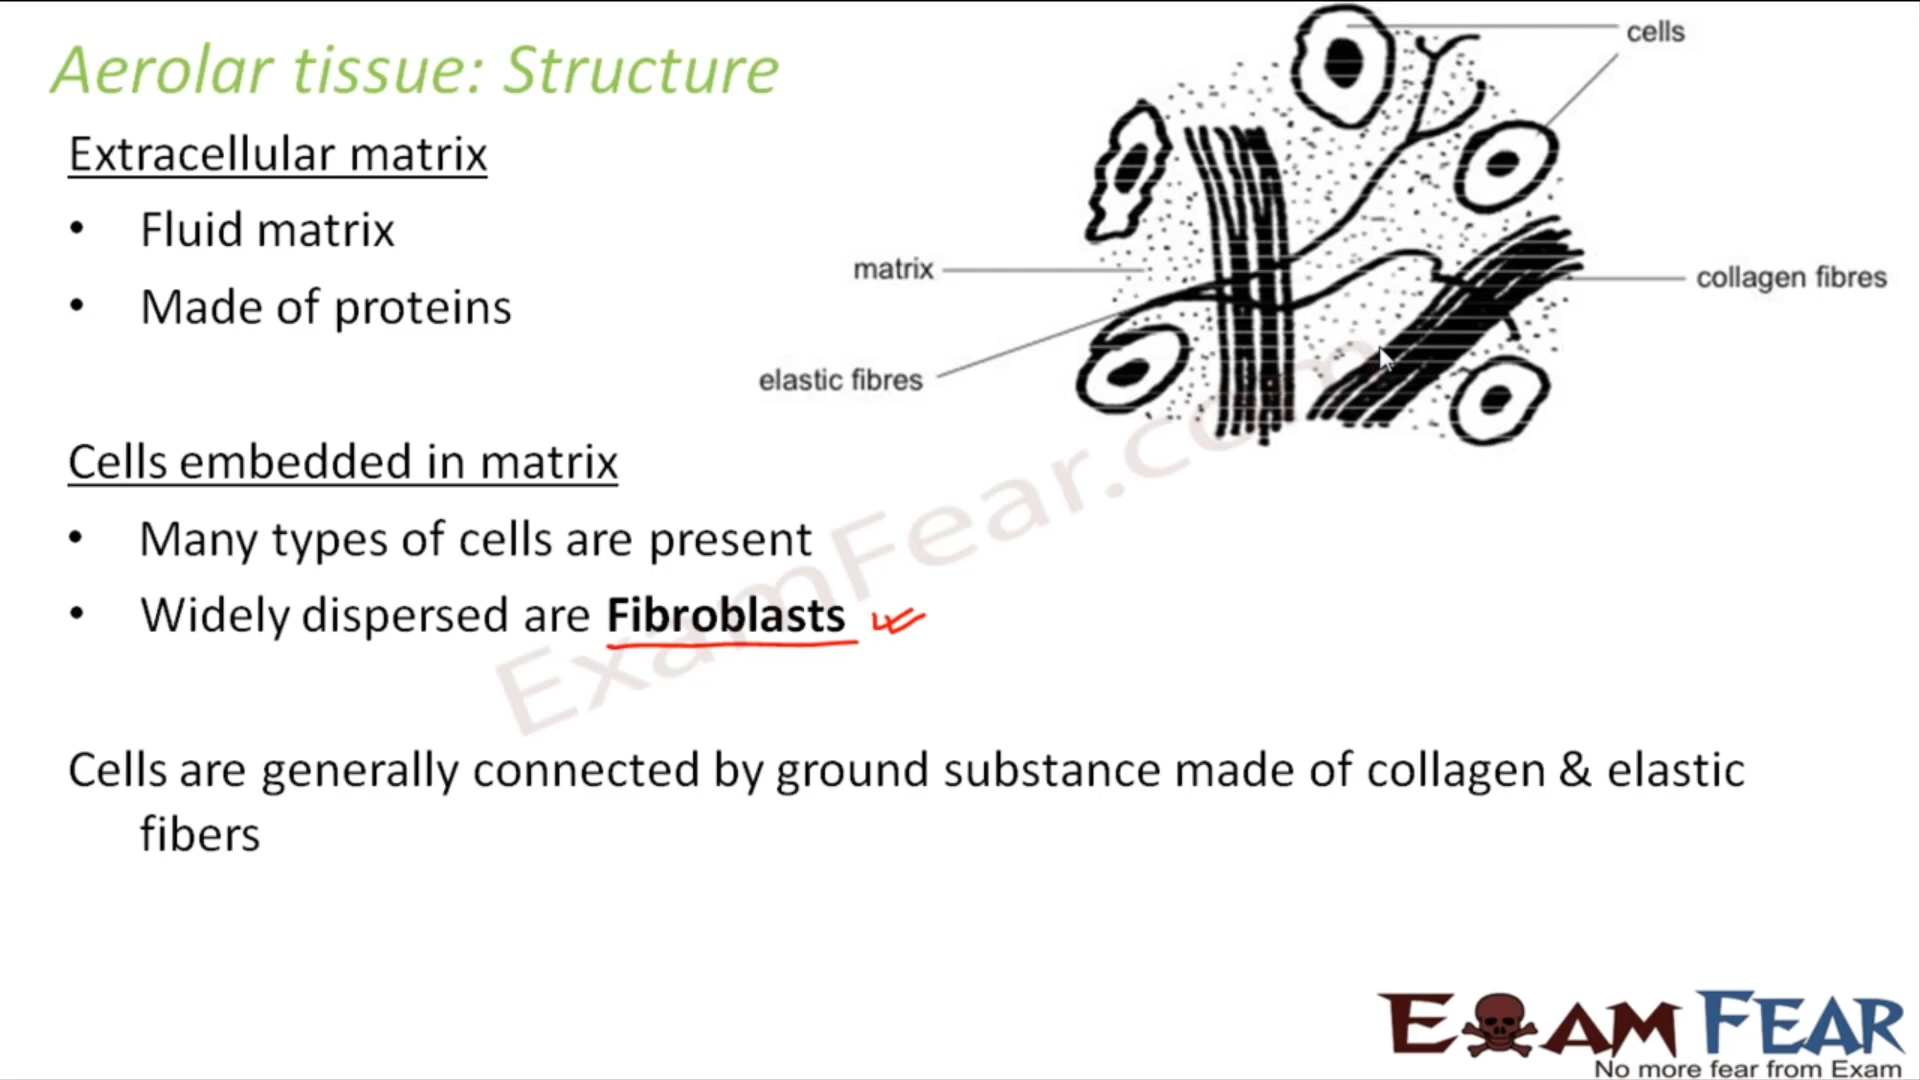 Aerolar tissue: Structure
Extracellular matrix
• Fluid matrix
• Made of proteins
Cells embedded in matrix
• Many types of cells are present
• Widely dispersed are Fibroblasts
Cells are generally connected by ground substance made of collagen & elastic
fibers
cells
matrix
collagen fibres
elastic fibres
ExamFear.com
EXAM FEAR
No more fear from Exam